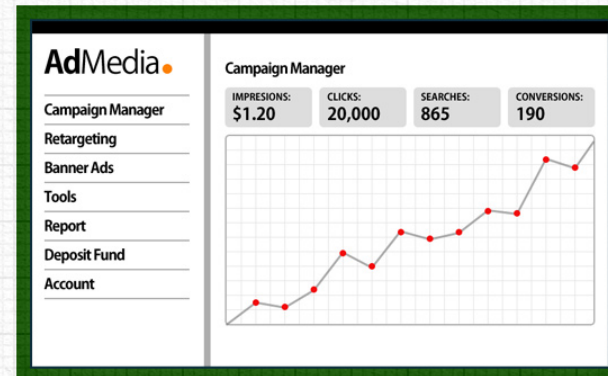 AdMedia
Campaign Manager
Retargeting
Banner Ads
Tools
Report
Deposit Fund
Account
Campaign Manager
IMPRESIONS: CLICKS: SEARCHES: CONVERSIONS:
$1.20 20,000 865 190